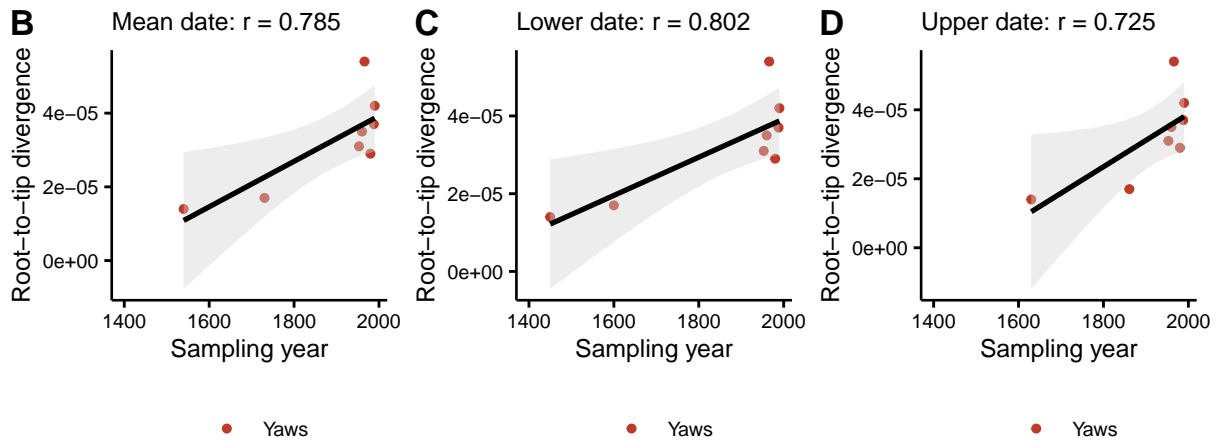 B Mean date: r = 0.785
Root−to−tip divergence
4e−05
2e−05
0e+00
1400 1600 1800 2000
Sampling year
Yaws
C Lower date: r = 0.802
Root−to−tip divergence
4e−05
2e−05
0e+00
1400 1600 1800 2000
Sampling year
Yaws
D Upper date: r = 0.725
Root−to−tip divergence
4e−05
2e−05
0e+00
1400 1600 1800 2000
Sampling year
Yaws